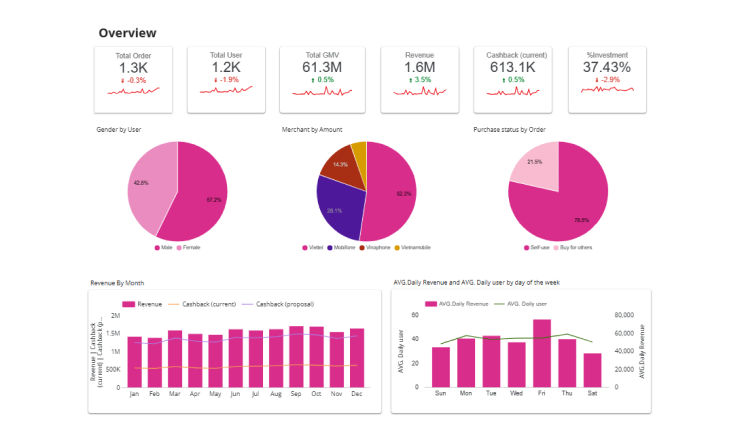 Overview
Total Order
1.3K
-0.3%
Total User
1.2K
-1.9%
Total GMV
61.3M
0.5%
Revenue
1.6M
3.5%
Cashback (current)
613.1K
0.5%
%Investment
37.43%
-2.9%
Gender by User
42.8%
57.2%
Male
Female
Merchant by Amount
14.3%
28.1%
Viettel
Mobifone
Vinaphone
Vietnamobile
Purchase status by Order
21.5%
78.5%
Self-use
Buy for others
Revenue By Month
Revenue
Cashback (current)
Cashback (proposal)
Revenue | Cashback
(current) | Cashback (p...
2M
1.5M
1M
500K
0
Jan Feb Mar Apr May Jun Jul Aug Sep Oct Nov Dec
AVG.Daily Revenue and AVG. Daily user by day of the week
AVG.Daily Revenue
AVG. Daily user
AVG. Daily user
60
40
20
0
80,000
60,000
40,000
20,000
0
AVG.Daily Revenue
Sun Mon Tue Wed Fri Thu Sat